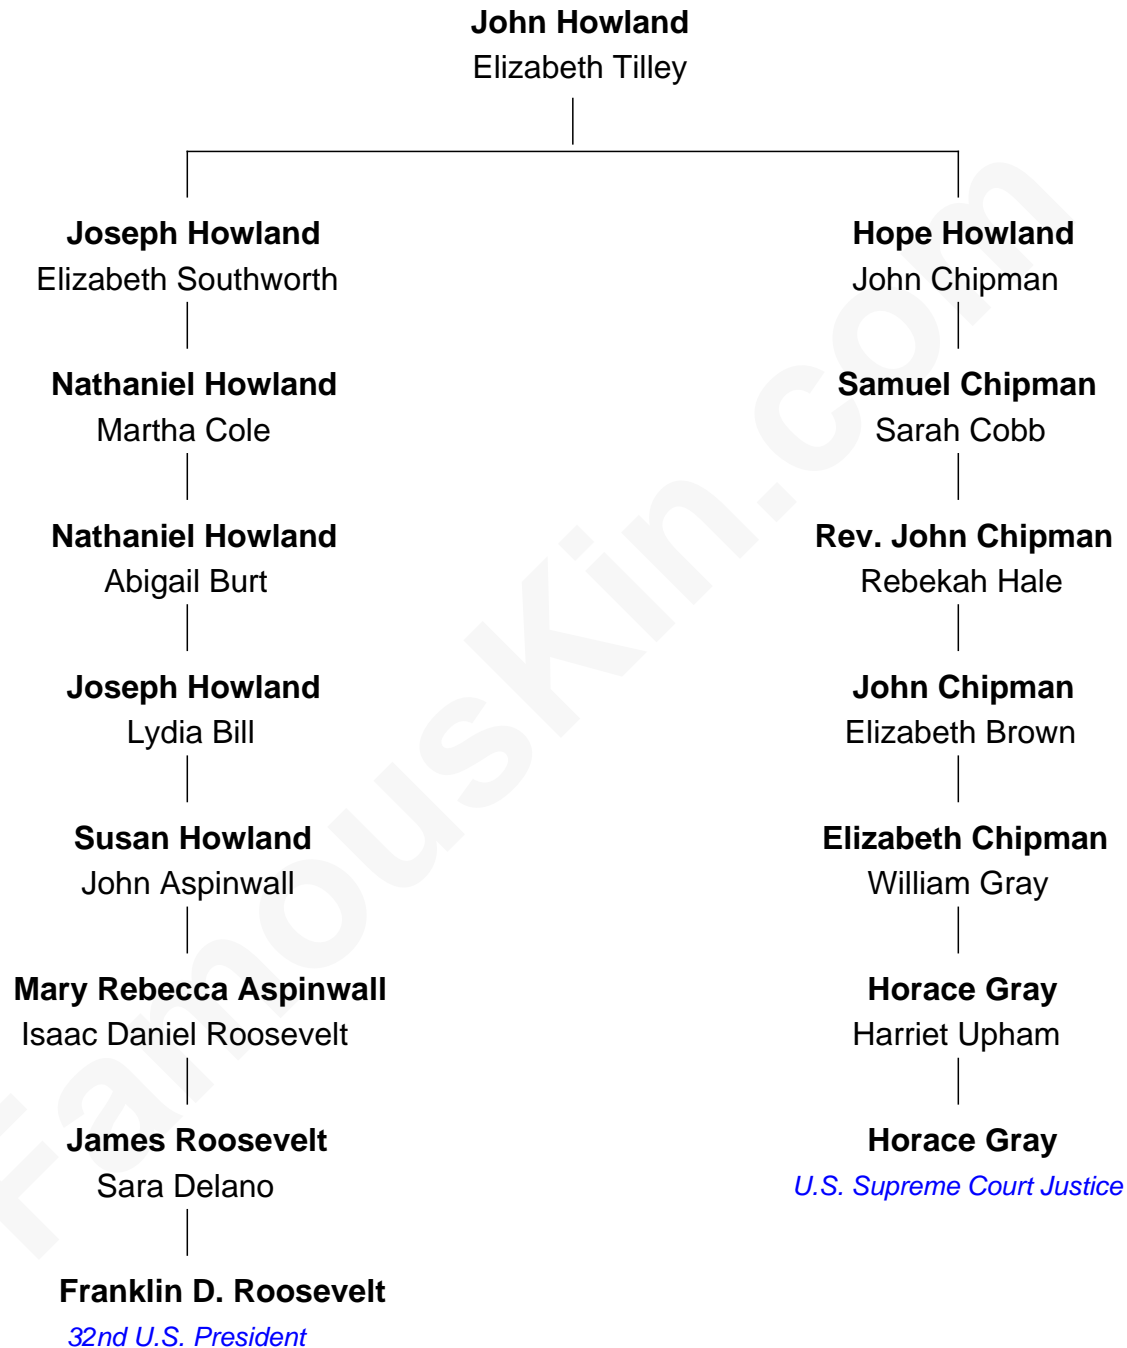 John Howland
Elizabeth Tilley
Joseph Howland
Elizabeth Southworth
Nathaniel Howland
Martha Cole
Nathaniel Howland
Abigail Burt
Joseph Howland
Lydia Bill
Susan Howland
John Aspinwall
Mary Rebecca Aspinwall
Isaac Daniel Roosevelt
James Roosevelt
Sara Delano
Franklin D. Roosevelt
32nd U.S. President
Hope Howland
John Chipman
Samuel Chipman
Sarah Cobb
Rev. John Chipman
Rebekah Hale
John Chipman
Elizabeth Brown
Elizabeth Chipman
William Gray
Horace Gray
Harriet Upham
Horace Gray
U.S. Supreme Court Justice
FamousKin.com